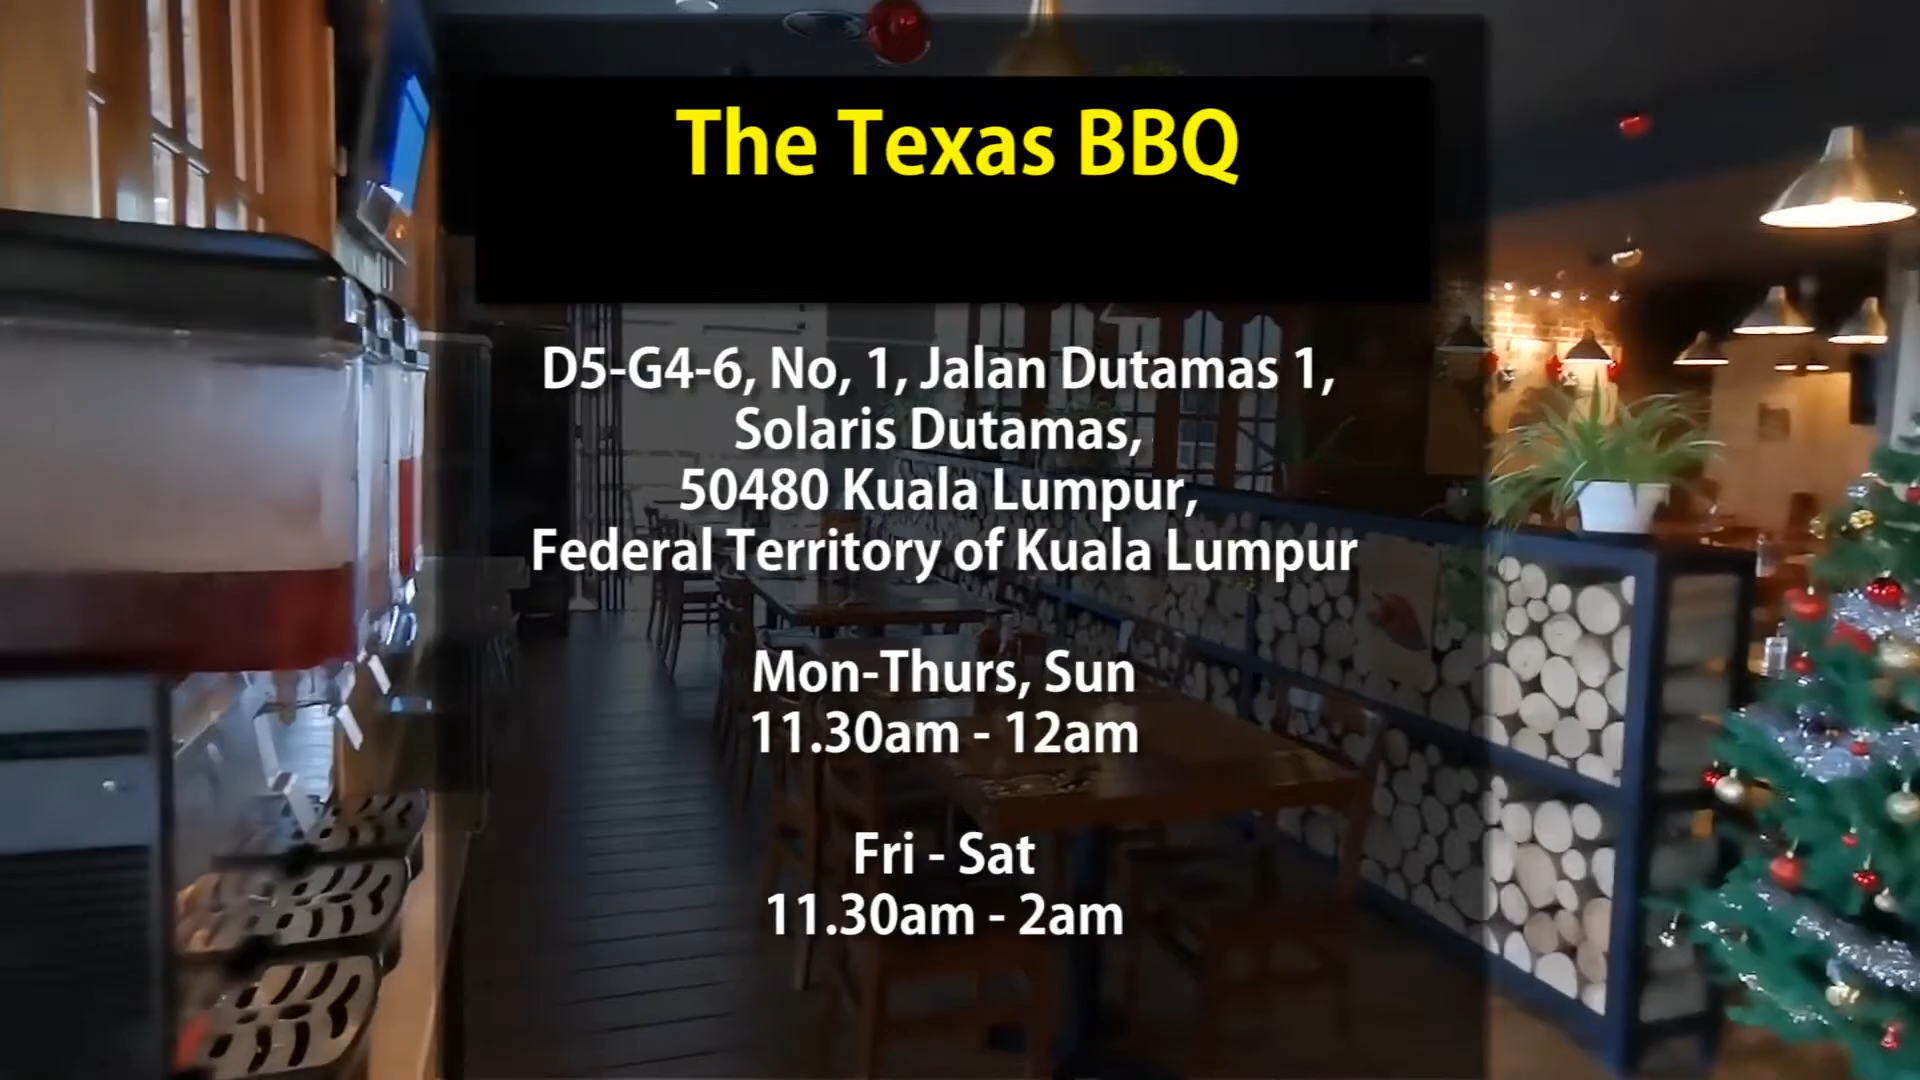 The Texas BBQ
D5-G4-6, No, 1, Jalan Dutamas 1,
Solaris Dutamas,
50480 Kuala Lumpur,
Federal Territory of Kuala Lumpur
Mon-Thurs, Sun
11.30am - 12am
Fri - Sat
11.30am - 2am